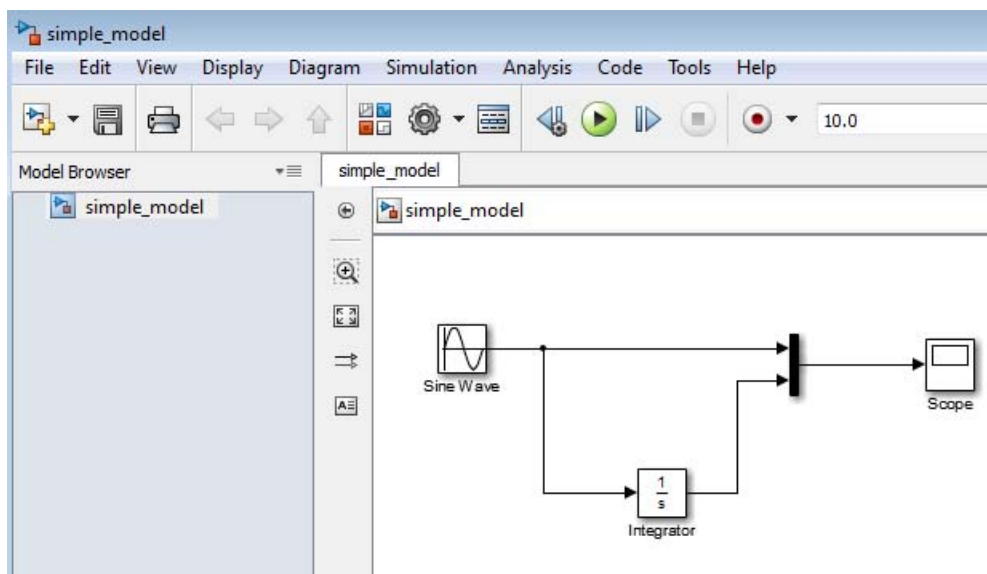 simple_model
File Edit View Display Diagram Simulation Analysis Code Tools Help
10.0
Model Browser
simple_model
simple_model
simple_model
Sine Wave
Scope
1
s
Integrator